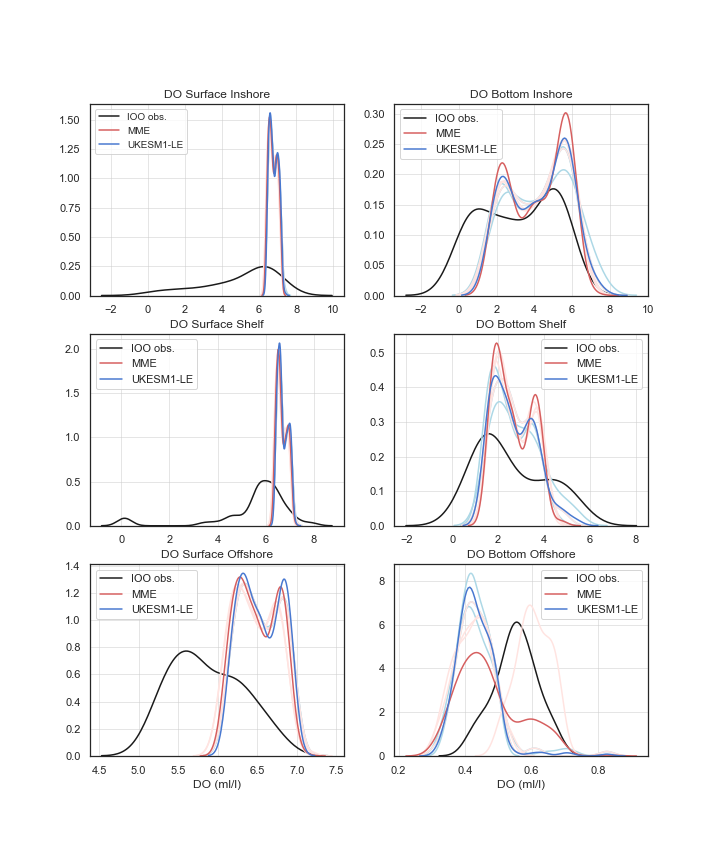 DO Surface Inshore
1.50
1.25
1.00
0.75
0.50
0.25
0.00
IOO obs.
MME
UKESM1-LE
−2 0 2 4 6 8 10
DO Bottom Inshore
0.30
0.25
0.20
0.15
0.10
0.05
0.00
IOO obs.
MME
UKESM1-LE
−2 0 2 4 6 8 10
DO Surface Shelf
2.0
1.5
1.0
0.5
0.0
IOO obs.
MME
UKESM1-LE
0 2 4 6 8
DO Bottom Shelf
0.5
0.4
0.3
0.2
0.1
0.0
IOO obs.
MME
UKESM1-LE
−2 0 2 4 6 8
DO Surface Offshore
1.4
1.2
1.0
0.8
0.6
0.4
0.2
0.0
IOO obs.
MME
UKESM1-LE
4.5 5.0 5.5 6.0 6.5 7.0 7.5
DO (ml/l)
DO Bottom Offshore
8
6
4
2
0
IOO obs.
MME
UKESM1-LE
0.2 0.4 0.6 0.8
DO (ml/l)